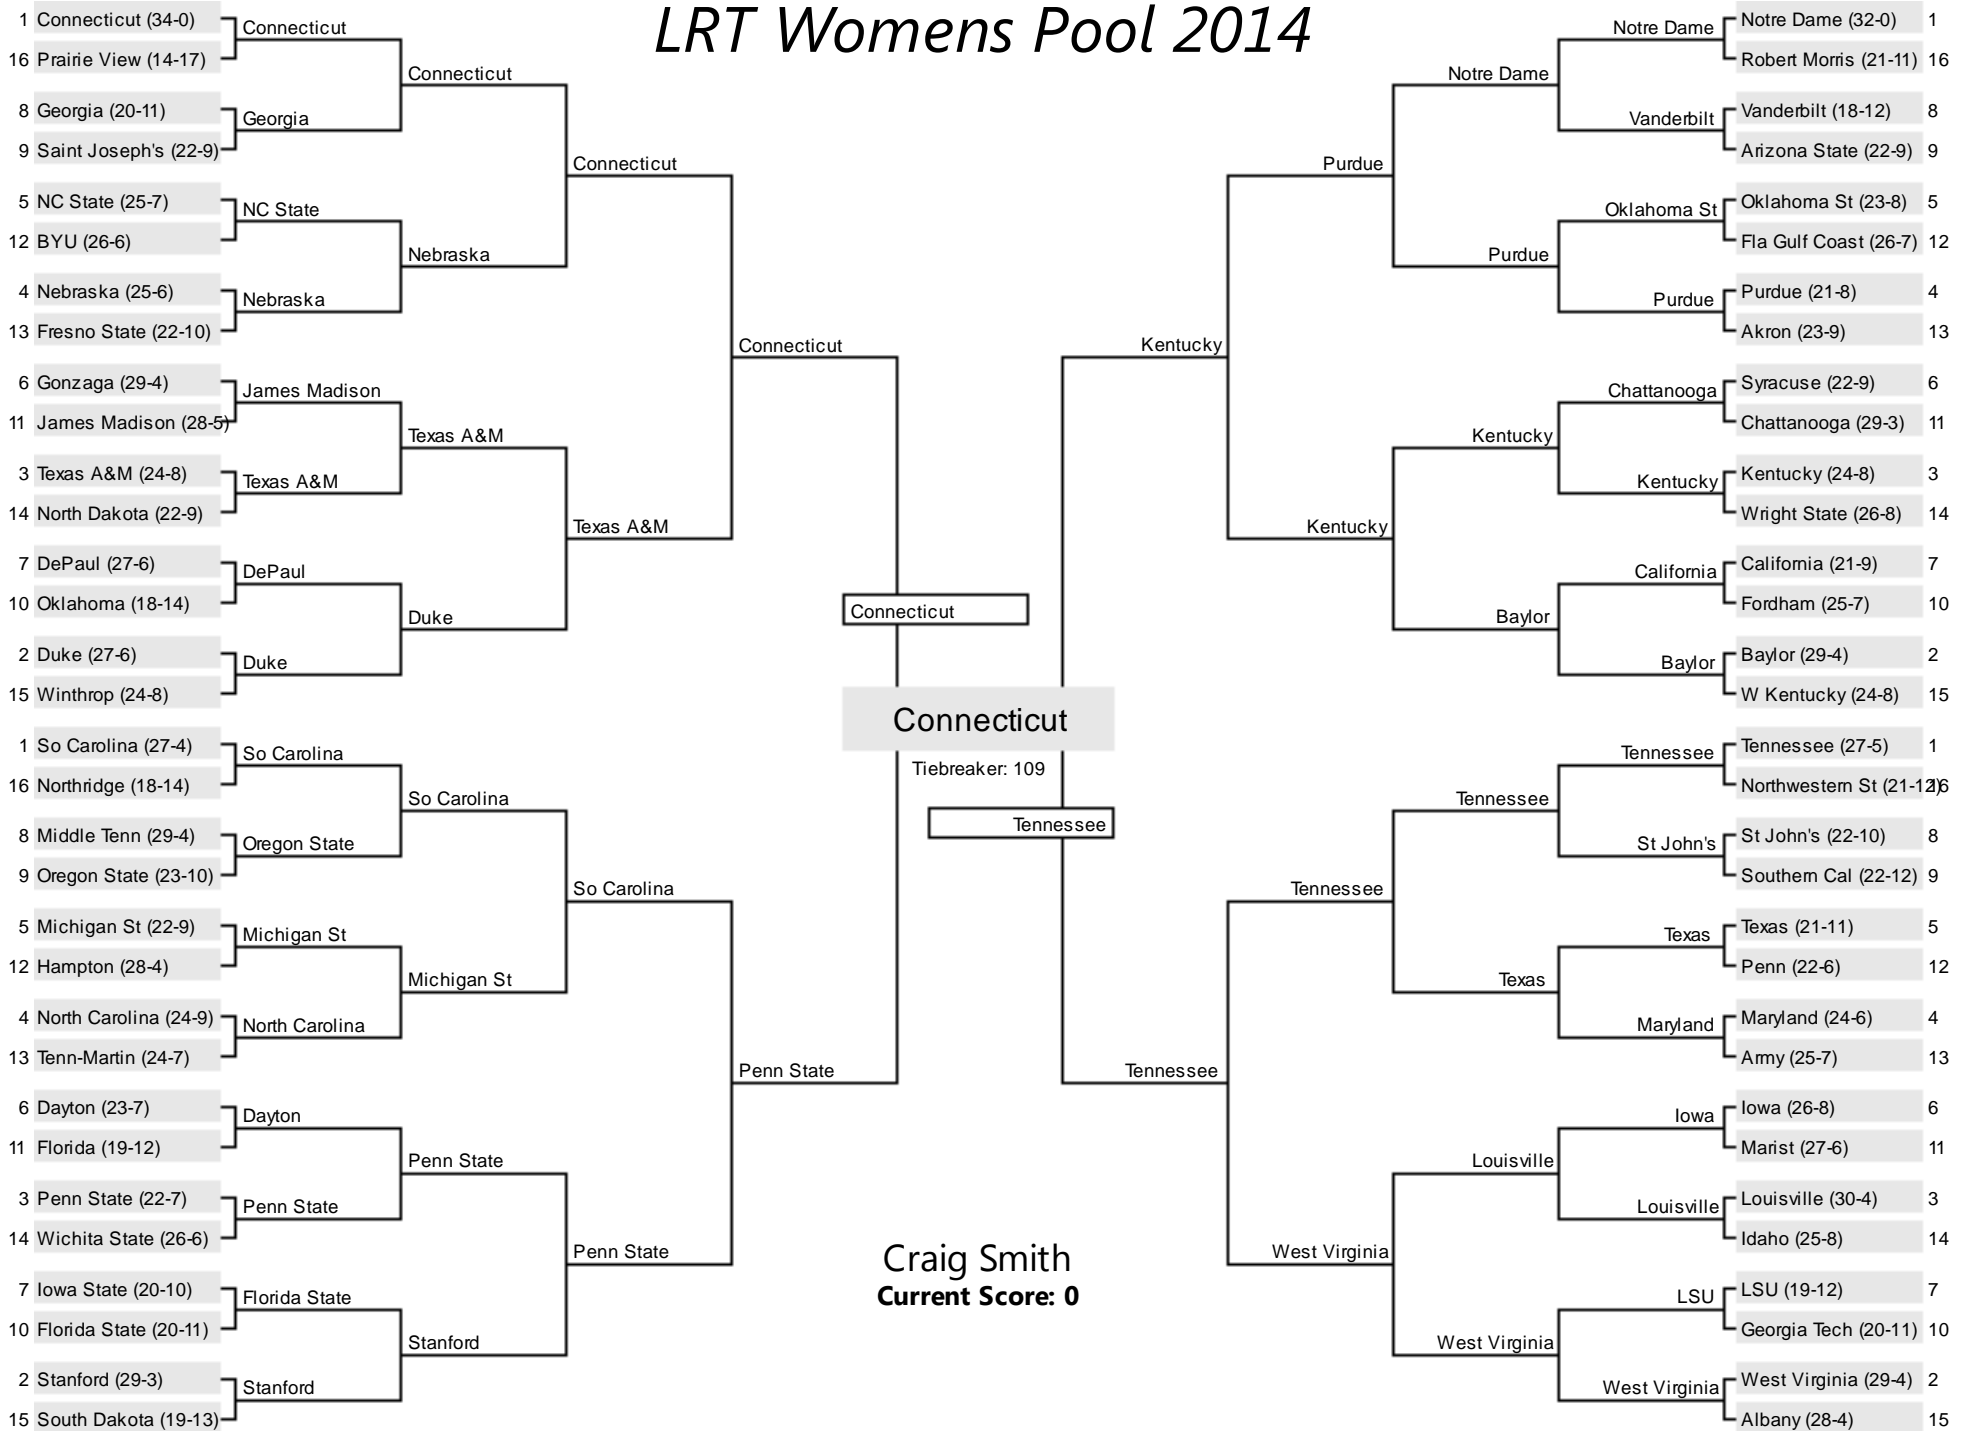 LRT Womens Pool 2014
1 Connecticut (34-0)
16 Prairie View (14-17)
8 Georgia (20-11)
9 Saint Joseph's (22-9)
5 NC State (25-7)
12 BYU (26-6)
4 Nebraska (25-6)
13 Fresno State (22-10)
6 Gonzaga (29-4)
11 James Madison (28-5)
3 Texas A&M (24-8)
14 North Dakota (22-9)
7 DePaul (27-6)
10 Oklahoma (18-14)
2 Duke (27-6)
15 Winthrop (24-8)
1 So Carolina (27-4)
16 Northridge (18-14)
8 Middle Tenn (29-4)
9 Oregon State (23-10)
5 Michigan St (22-9)
12 Hampton (28-4)
4 North Carolina (24-9)
13 Tenn-Martin (24-7)
6 Dayton (23-7)
11 Florida (19-12)
3 Penn State (22-7)
14 Wichita State (26-6)
7 Iowa State (20-10)
10 Florida State (20-11)
2 Stanford (29-3)
15 South Dakota (19-13)
Connecticut
Georgia
NC State
Nebraska
James Madison
Texas A&M
DePaul
Duke
So Carolina
Oregon State
Michigan St
North Carolina
Dayton
Penn State
Florida State
Stanford
Connecticut
Nebraska
Texas A&M
Duke
So Carolina
Michigan St
Penn State
Stanford
Connecticut
Texas A&M
So Carolina
Penn State
Connecticut
Penn State
Connecticut
Connecticut
Tiebreaker: 109
Tennessee
Craig Smith
Current Score: 0
Kentucky
Tennessee
Purdue
Kentucky
Tennessee
West Virginia
Notre Dame
Purdue
Kentucky
Baylor
Tennessee
Texas
Louisville
West Virginia
Notre Dame
Vanderbilt
Oklahoma St
Purdue
Chattanooga
Kentucky
California
Baylor
Tennessee
St John's
Texas
Maryland
Iowa
Louisville
LSU
West Virginia
Notre Dame (32-0) 1
Robert Morris (21-11) 16
Vanderbilt (18-12) 8
Arizona State (22-9) 9
Oklahoma St (23-8) 5
Fla Gulf Coast (26-7) 12
Purdue (21-8) 4
Akron (23-9) 13
Syracuse (22-9) 6
Chattanooga (29-3) 11
Kentucky (24-8) 3
Wright State (26-8) 14
California (21-9) 7
Fordham (25-7) 10
Baylor (29-4) 2
W Kentucky (24-8) 15
Tennessee (27-5) 1
Northwestern St (21-12) 16
St John's (22-10) 8
Southern Cal (22-12) 9
Texas (21-11) 5
Penn (22-6) 12
Maryland (24-6) 4
Army (25-7) 13
Iowa (26-8) 6
Marist (27-6) 11
Louisville (30-4) 3
Idaho (25-8) 14
LSU (19-12) 7
Georgia Tech (20-11) 10
West Virginia (29-4) 2
Albany (28-4) 15